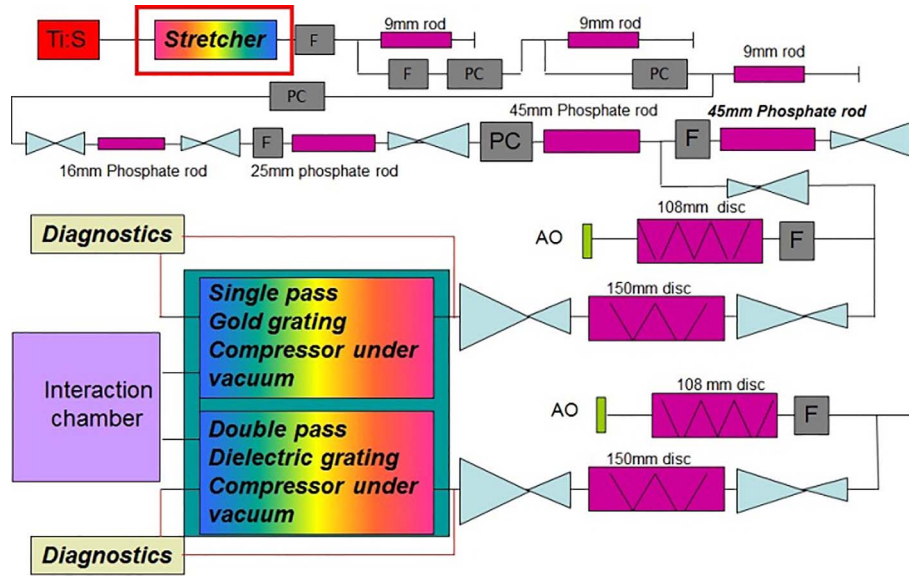 Ti:S
Stretcher
F
9mm rod
9mm rod
F
PC
PC
9mm rod
PC
45mm Phosphate rod
45mm Phosphate rod
F
PC
F
16mm Phosphate rod
25mm phosphate rod
108mm disc
Diagnostics
AO
F
Single pass
Gold grating
Compressor under
vacuum
150mm disc
Interaction
chamber
108 mm disc
AO
F
Double pass
Dielectric grating
Compressor under
vacuum
150mm disc
Diagnostics